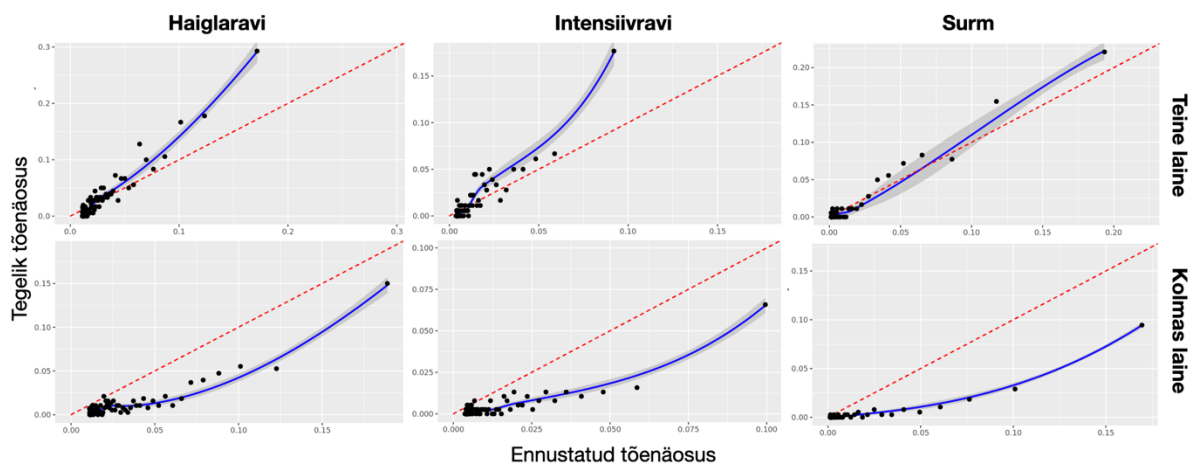 Haiglaravi Intensiivravi Surm
0.3
0.2
0.1
0.0
0.0 0.1 0.2 0.3
0.15
0.10
0.05
0.00
0.00 0.05 0.10 0.15
0.20
0.15
0.10
0.05
0.00
0.00 0.05 0.10 0.15 0.20
Teine laine
Tegelik tõenäosus
0.15
0.10
0.05
0.00
0.00 0.05 0.10 0.15
0.100
0.075
0.050
0.025
0.000
0.000 0.025 0.050 0.075 0.100
0.15
0.10
0.05
0.00
0.00 0.05 0.10 0.15
Kolmas laine
Ennustatud tõenäosus